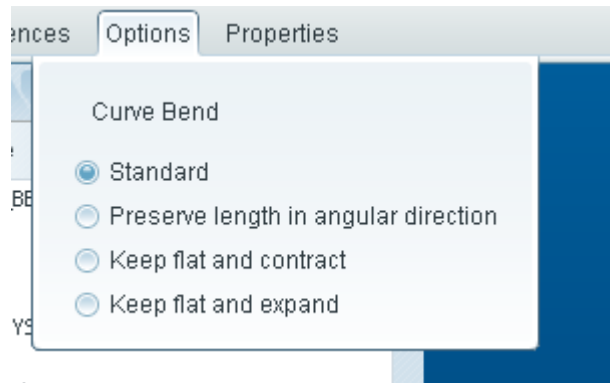 Options Properties
Curve Bend
Standard
Preserve length in angular direction
Keep flat and contract
Keep flat and expand